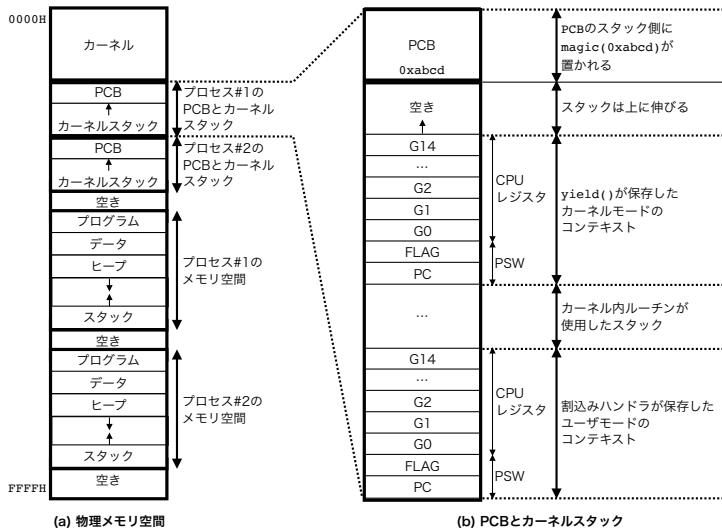 0000H
カーネル
PCB
カーネルスタック
プロセス#1の
PCBとカーネル
スタック
PCB
カーネルスタック
プロセス#2の
PCBとカーネル
スタック
空き
プログラム
データ
ヒープ
スタック
プロセス#1の
メモリ空間
空き
プログラム
データ
ヒープ
スタック
プロセス#2の
メモリ空間
空き
FFFFH
(a) 物理メモリ空間
PCB
0xabcd
PCBのスタック側に
magic(0xabcd)が
置かれる
空き
スタックは上に伸びる
G14
…
G2
G1
G0
FLAG
PC
CPU
レジスタ
PSW
yield()が保存した
カーネルモードの
コンテキスト
…
カーネル内ルーチンが
使用したスタック
G14
…
G2
G1
G0
FLAG
PC
CPU
レジスタ
PSW
割込みハンドラが保存した
ユーザモードの
コンテキスト
(b) PCBとカーネルスタック